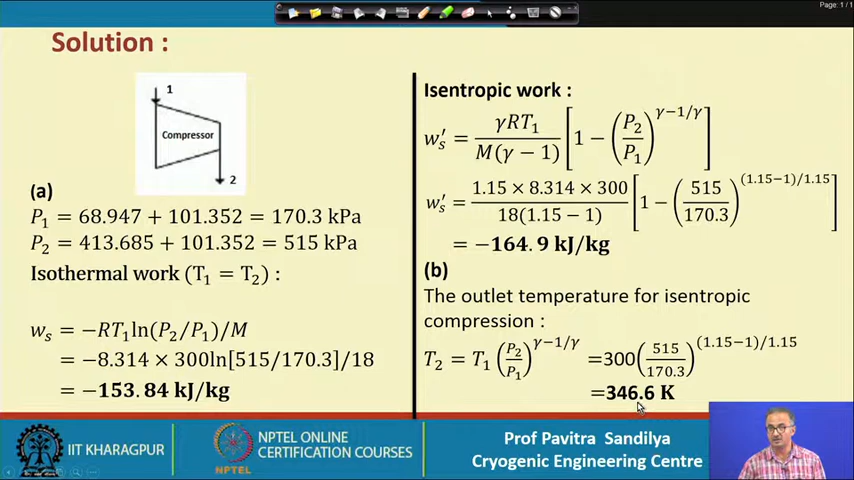 Page: 1 / 1
Solution :
1
Compressor
2
(a)
P₁ = 68.947 + 101.352 = 170.3 kPa
P₂ = 413.685 + 101.352 = 515 kPa
Isothermal work (T₁ = T₂) :
wₛ = −RT₁ln(P₂/P₁)/M
= −8.314 × 300ln[515/170.3]/18
= −153.84 kJ/kg
Isentropic work :
wₛ′ = γRT₁ / M(γ − 1) [1 − (P₂/P₁)^(γ−1/γ)]
wₛ′ = 1.15 × 8.314 × 300 / 18(1.15 − 1) [1 − (515/170.3)^((1.15−1)/1.15)]
= −164.9 kJ/kg
(b)
The outlet temperature for isentropic
compression :
T₂ = T₁ (P₂/P₁)^(γ−1/γ) =300(515/170.3)^((1.15−1)/1.15)
=346.6 K
IIT KHARAGPUR
NPTEL
NPTEL ONLINE
CERTIFICATION COURSES
Prof Pavitra Sandilya
Cryogenic Engineering Centre